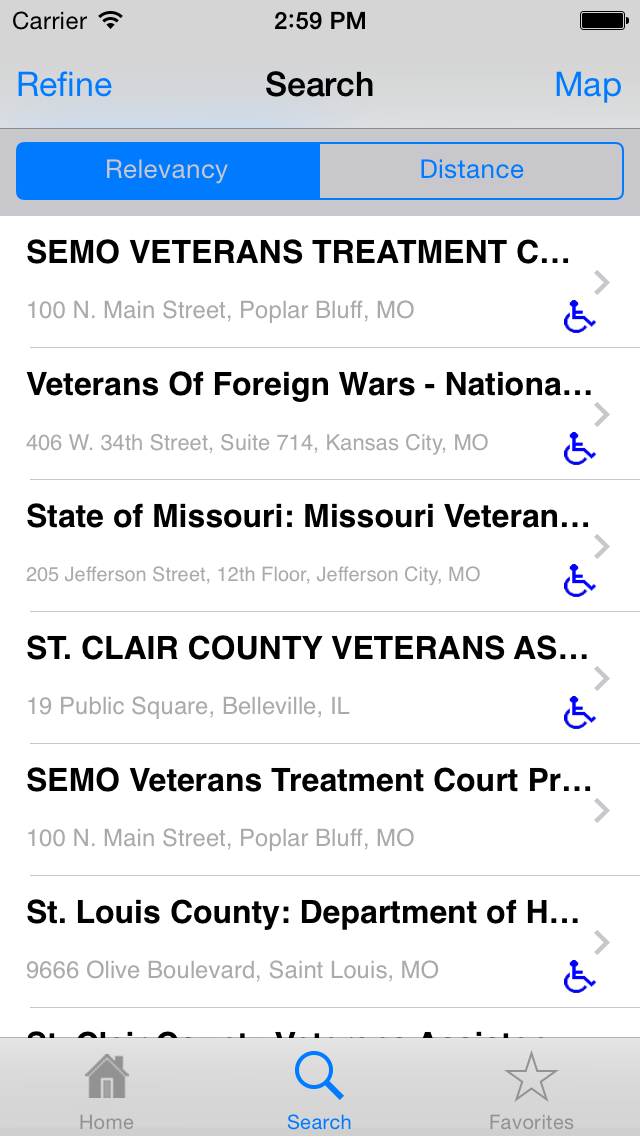 Carrier 2:59 PM
Refine Search Map
Relevancy Distance
SEMO VETERANS TREATMENT C...
100 N. Main Street, Poplar Bluff, MO
Veterans Of Foreign Wars - Nationa...
406 W. 34th Street, Suite 714, Kansas City, MO
State of Missouri: Missouri Veteran...
205 Jefferson Street, 12th Floor, Jefferson City, MO
ST. CLAIR COUNTY VETERANS AS...
19 Public Square, Belleville, IL
SEMO Veterans Treatment Court Pr...
100 N. Main Street, Poplar Bluff, MO
St. Louis County: Department of H...
9666 Olive Boulevard, Saint Louis, MO
St. Clair County Veterans
Home Search Favorites